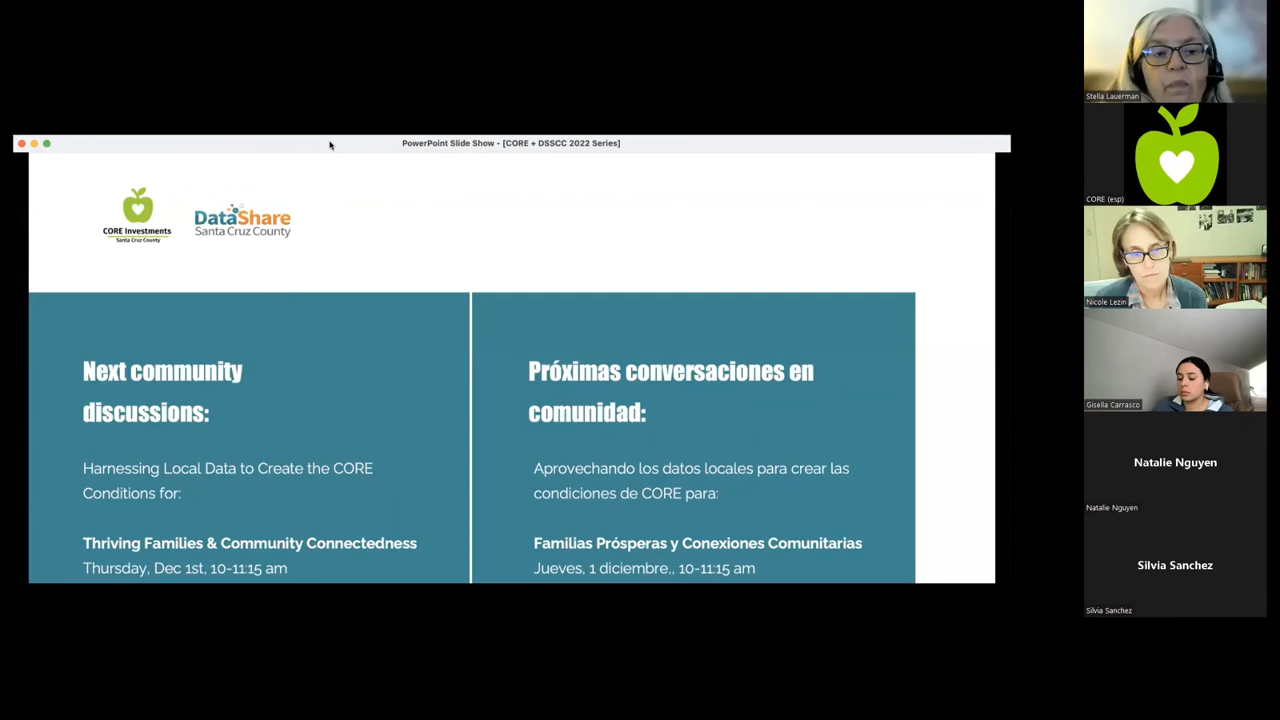 PowerPoint Slide Show - [CORE + DSSCC 2022 Series]
CORE Investments
Santa Cruz County
DataShare
Santa Cruz County
Next community
discussions:
Harnessing Local Data to Create the CORE
Conditions for:
Thriving Families & Community Connectedness
Thursday, Dec 1st, 10-11:15 am
Próximas conversaciones en
comunidad:
Aprovechando los datos locales para crear las
condiciones de CORE para:
Familias Prósperas y Conexiones Comunitarias
Jueves, 1 diciembre,, 10-11:15 am
Stella Lauerman
CORE (esp)
Nicole Lezin
Gisella Carrasco
Natalie Nguyen
Natalie Nguyen
Silvia Sanchez
Silvia Sanchez